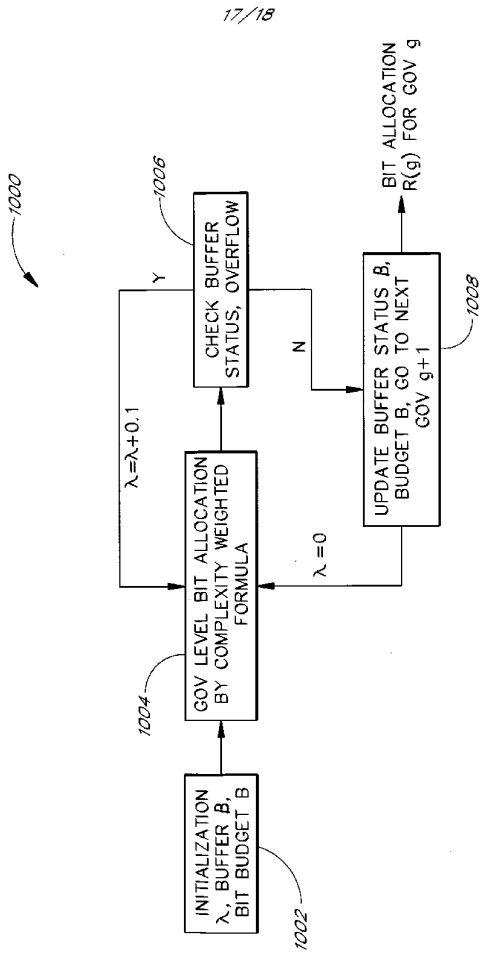 17/18
1000
INITIALIZATION
λ, BUFFER B,
BIT BUDGET B
1002
GOV LEVEL BIT ALLOCATION
BY COMPLEXITY WEIGHTED
FORMULA
1004
λ=λ+0.1
Y
CHECK BUFFER
STATUS, OVERFLOW
1006
N
λ=0
UPDATE BUFFER STATUS B,
BUDGET B, GO TO NEXT
GOV g+1
1008
BIT ALLOCATION
R(g) FOR GOV g